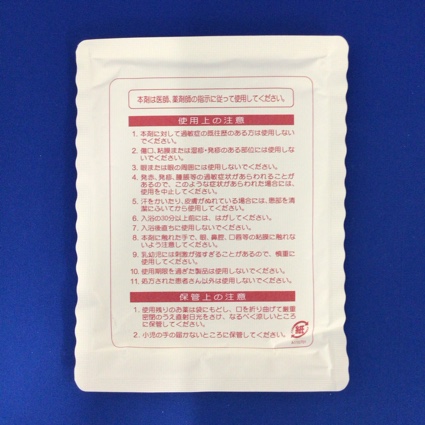 本剤は医師、薬剤師の指示に従って使用してください。
使用上の注意
1. 本剤に対して過敏症の既往歴のある方は使用しない
でください。
2. 傷口、粘膜または湿疹・発疹のある部位には使用しな
いでください。
3. 眼または眼の周囲には使用しないでください。
4. 発赤、発疹、腫脹等の過敏症状があらわれることが
あるので、このような症状があらわれた場合には、
使用を中止してください。
5. 汗をかいたり、皮膚がぬれている場合には、患部を清
潔にふいてから使用してください。
6. 入浴の30分以上前には、はがしてください。
7. 入浴後直ちに使用しないでください。
8. 本剤に触れた手で、眼、鼻腔、口唇等の粘膜に触れな
いよう注意してください。
9. 乳幼児には刺激が強すぎることがあるので、慎重に
使用してください。
10. 使用期限を過ぎた製品は使用しないでください。
11. 処方された患者さん以外は使用しないでください。
保管上の注意
1. 使用残りのお薬は袋にもどし、口を折り曲げて厳重
密閉のうえ直射日光をさけ、なるべく涼しいところ
に保管してください。
2. 小児の手の届かないところに保管してください。
紙